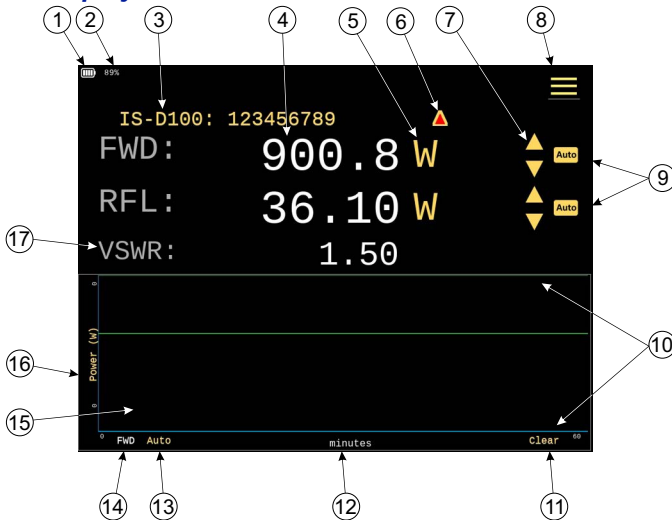 1 2 3 4 5 6 7 8
89%
IS-D100: 123456789
FWD: 900.8 W Auto
9
RFL: 36.10 W Auto
17 VSWR: 1.50
0
10
16 Power (W)
15 0
0 FWD Auto minutes Clear 60
14 13 12 11